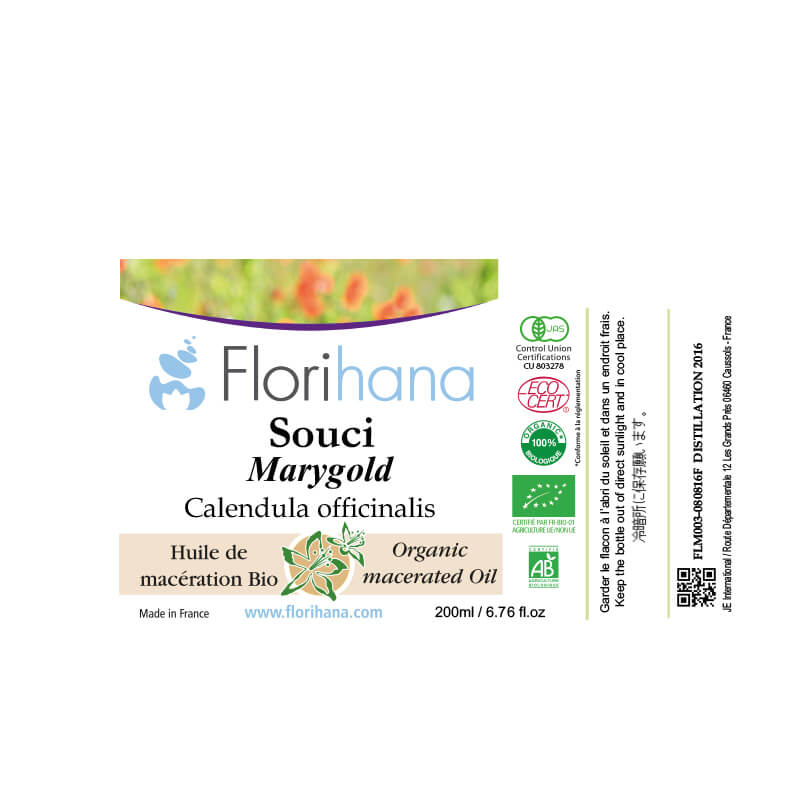 Florihana
Souci
Marygold
Calendula officinalis
Huile de
macération Bio
Organic
macerated Oil
Made in France
www.florihana.com
200ml / 6.76 fl.oz
JAS
Control Union
Certifications
CU 803278
ECO
CERT
®
ORGANIC*
100%
BIOLOGIQUE
*Conforme à la réglementation
CERTIFIÉ PAR FR-BIO-01
AGRICULTURE UE/NON UE
CERTIFIÉ
AB
AGRICULTURE
BIOLOGIQUE
Garder le flacon à l'abri du soleil et dans un endroit frais.
Keep the bottle out of direct sunlight and in cool place.
冷暗所に保存願います。
FLM003-080816F DISTILLATION 2016
JE International / Route Départementale 12 Les Grands Prés 06460 Caussols - France